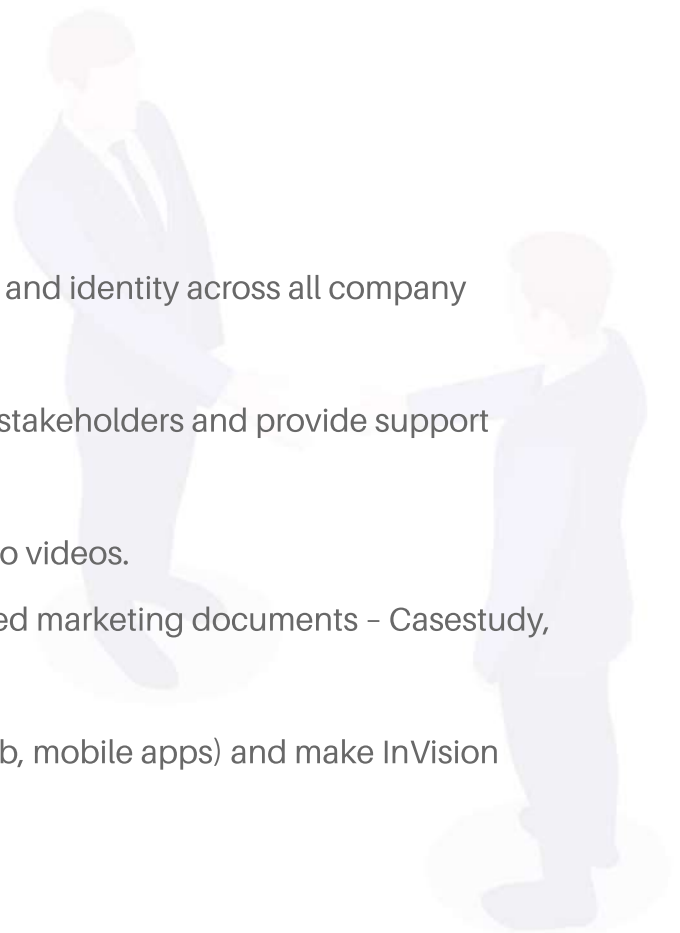 and identity across all company
stakeholders and provide support
o videos.
ed marketing documents – Casestudy,
b, mobile apps) and make InVision